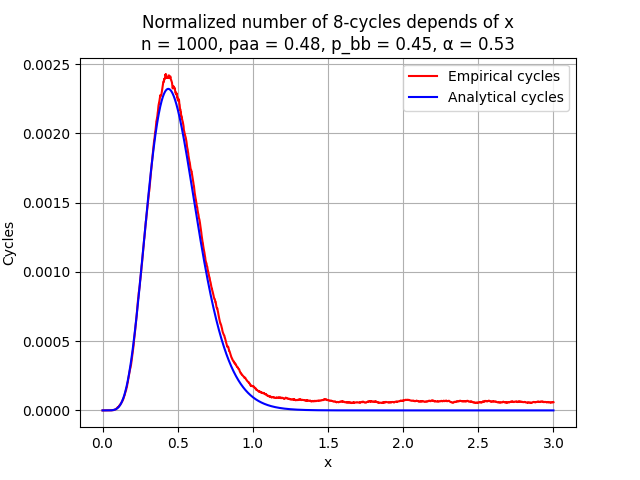 Normalized number of 8-cycles depends of x
n = 1000, paa = 0.48, p_bb = 0.45, α = 0.53
Empirical cycles
Analytical cycles
0.0025
0.0020
0.0015
0.0010
0.0005
0.0000
Cycles
0.0 0.5 1.0 1.5 2.0 2.5 3.0
x